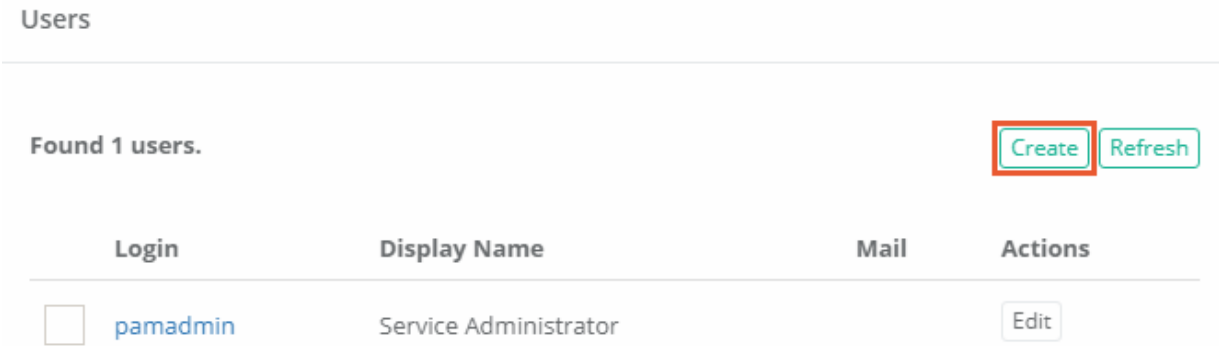 Users
Found 1 users.
Create Refresh
Login Display Name Mail Actions
pamadmin Service Administrator Edit